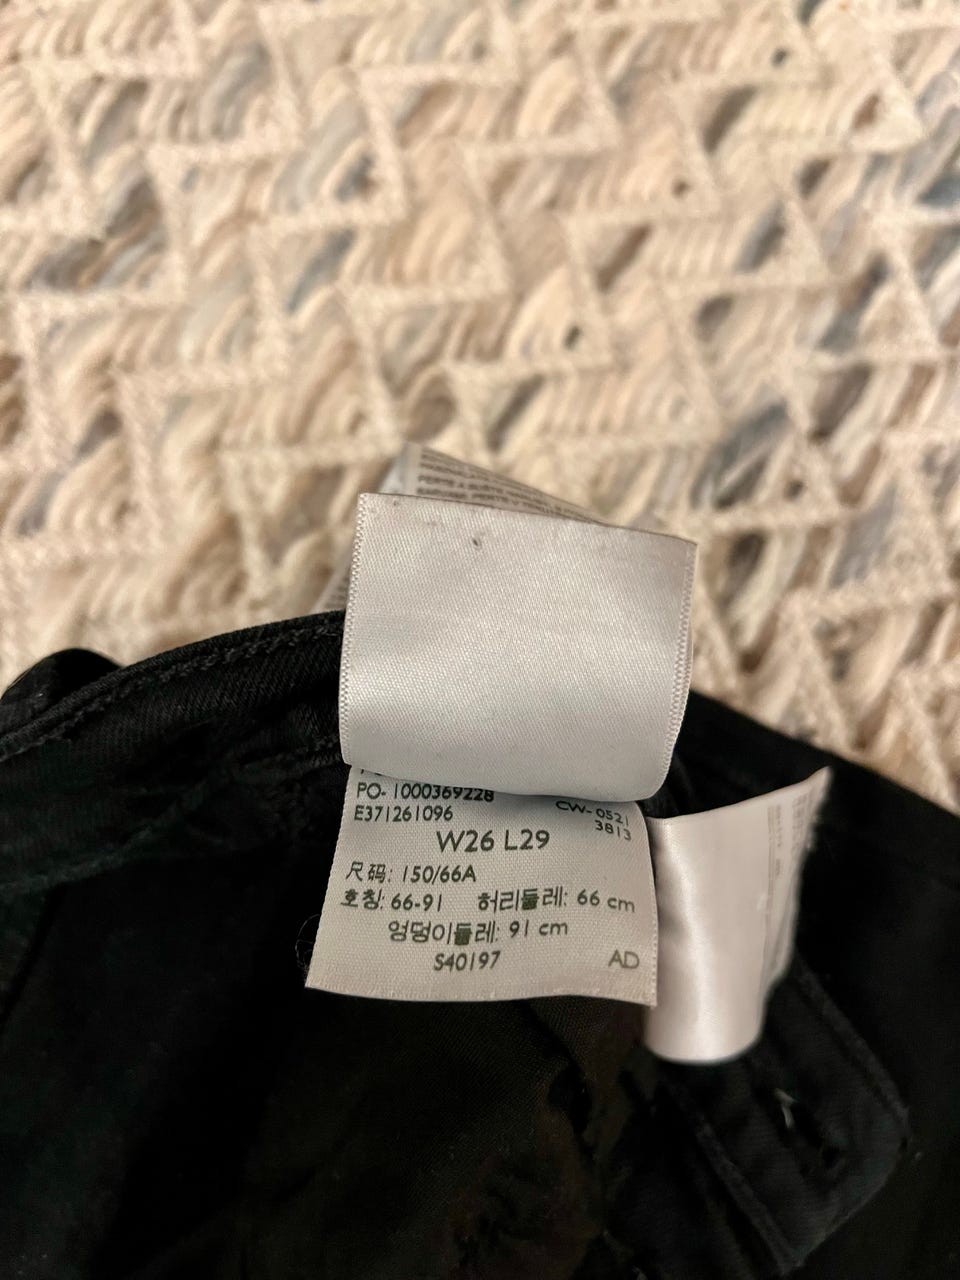 PO- 1000369228
CW- 0521
E371261096
3813
W26 L29
尺码: 150/66A
호칭: 66-91 허리둘레: 66 cm
엉덩이둘레: 91 cm
S40197
AD